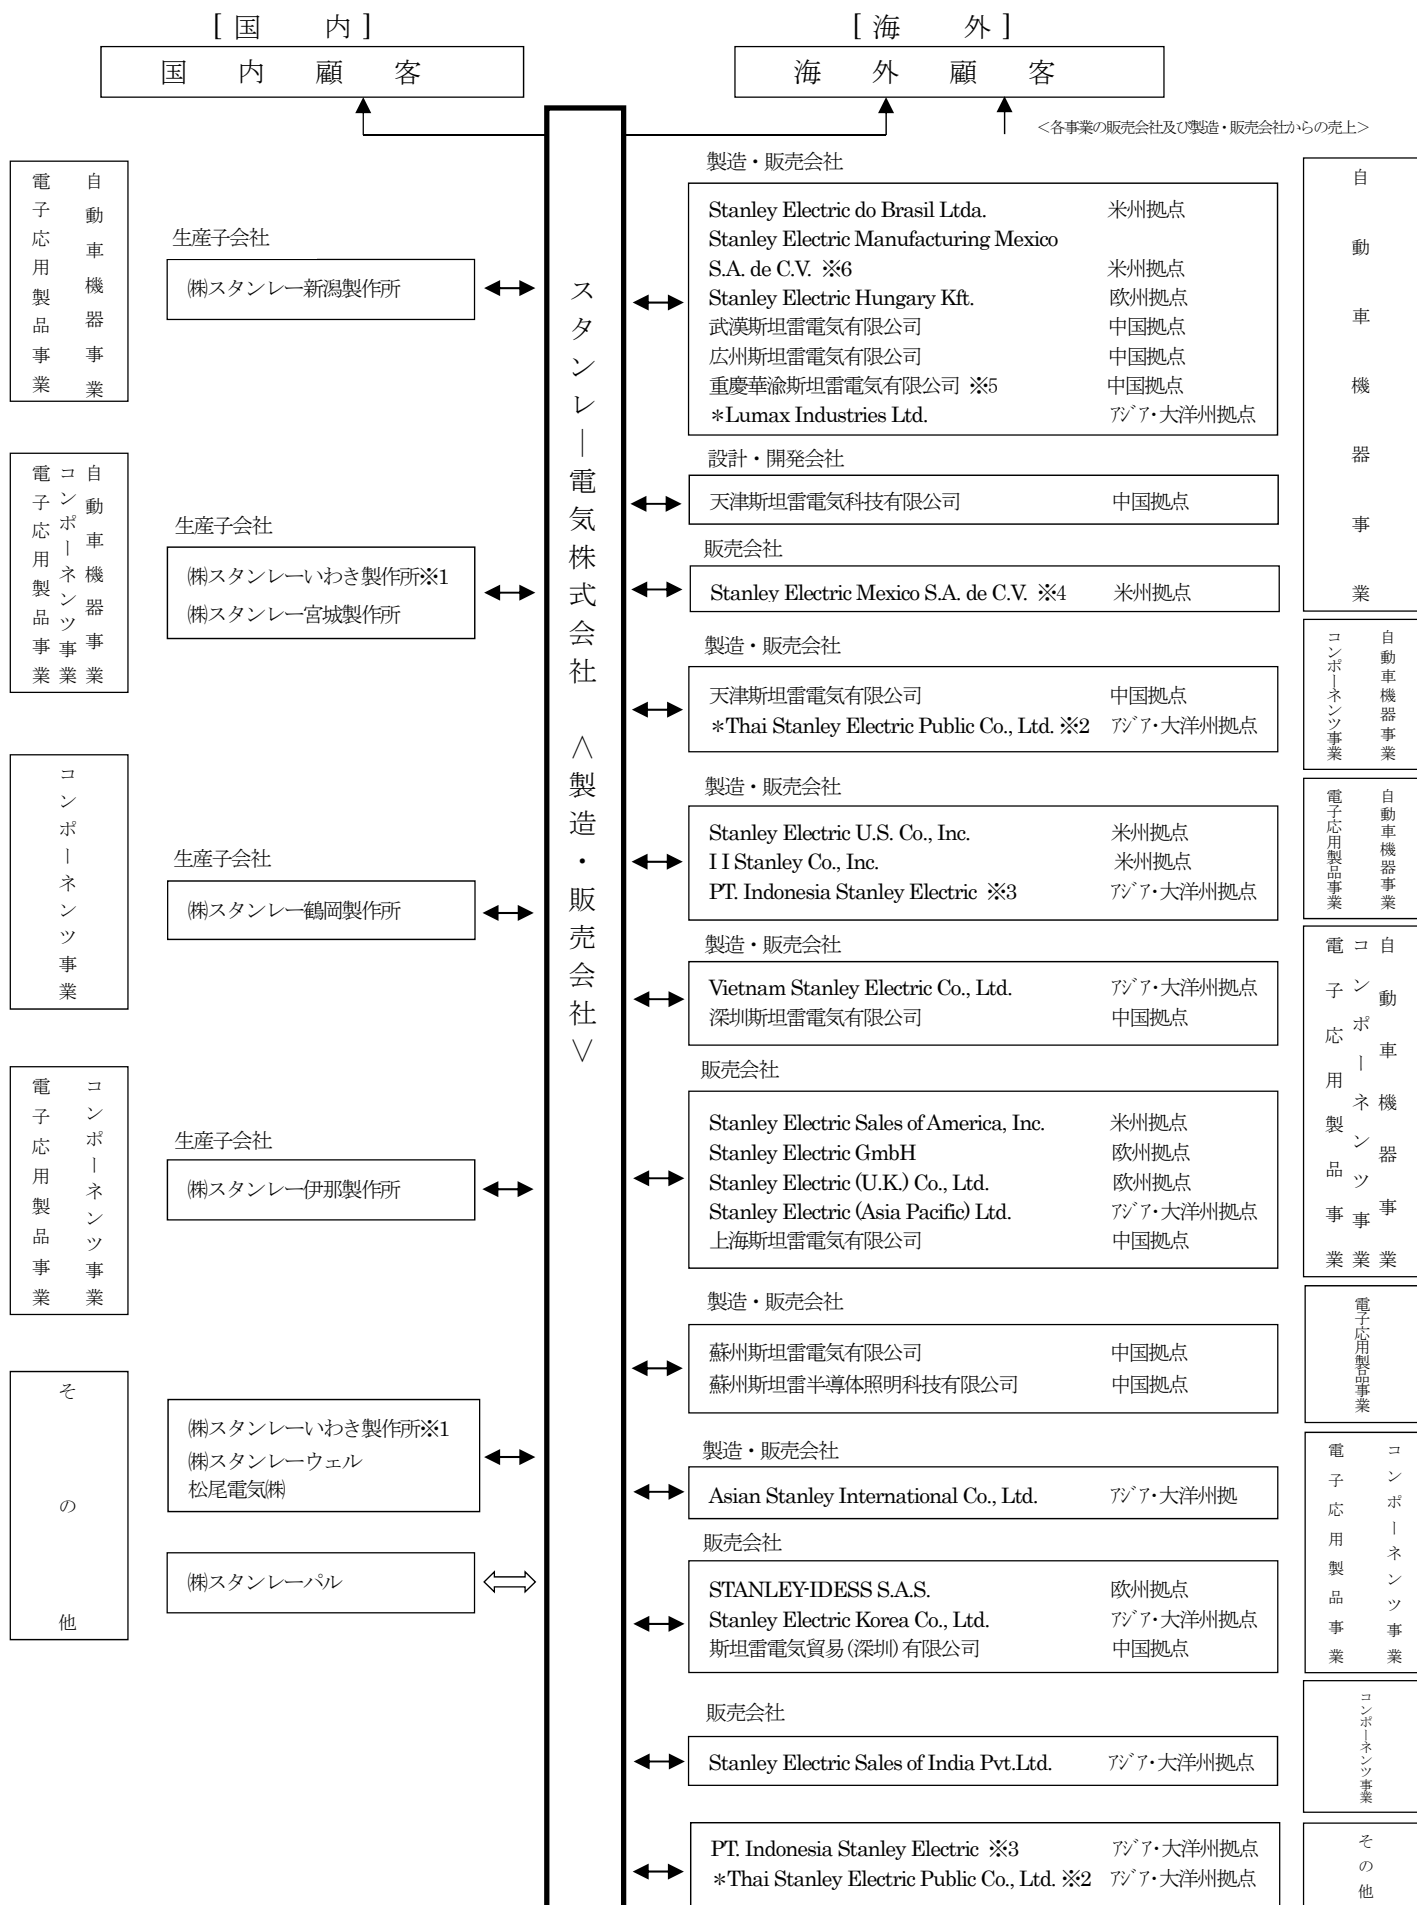 [ 国 内 ]
国 内 顧 客
[ 海 外 ]
海 外 顧 客
＜各事業の販売会社及び製造・販売会社からの売上＞
自動車機器事業
電子応用製品事業
生産子会社
㈱スタンレー新潟製作所
自動車機器事業
コンポーネンツ事業
電子応用製品事業
生産子会社
㈱スタンレーいわき製作所※1
㈱スタンレー宮城製作所
コンポーネンツ事業
生産子会社
㈱スタンレー鶴岡製作所
コンポーネンツ事業
電子応用製品事業
生産子会社
㈱スタンレー伊那製作所
その他
㈱スタンレーいわき製作所※1
㈱スタンレーウェル
松尾電気㈱
㈱スタンレーパル
スタンレー電気株式会社 ＜製造・販売会社＞
製造・販売会社
Stanley Electric do Brasil Ltda. 米州拠点
Stanley Electric Manufacturing Mexico
S.A. de C.V. ※6 米州拠点
Stanley Electric Hungary Kft. 欧州拠点
武漢斯坦雷電気有限公司 中国拠点
広州斯坦雷電気有限公司 中国拠点
重慶華渝斯坦雷電気有限公司 ※5 中国拠点
*Lumax Industries Ltd. ｱｼﾞｱ・大洋州拠点
設計・開発会社
天津斯坦雷電気科技有限公司 中国拠点
販売会社
Stanley Electric Mexico S.A. de C.V. ※4 米州拠点
自動車機器事業
製造・販売会社
天津斯坦雷電気有限公司 中国拠点
*Thai Stanley Electric Public Co., Ltd. ※2 ｱｼﾞｱ・大洋州拠点
自動車機器事業
コンポーネンツ事業
製造・販売会社
Stanley Electric U.S. Co., Inc. 米州拠点
I I Stanley Co., Inc. 米州拠点
PT. Indonesia Stanley Electric ※3 ｱｼﾞｱ・大洋州拠点
自動車機器事業
電子応用製品事業
製造・販売会社
Vietnam Stanley Electric Co., Ltd. ｱｼﾞｱ・大洋州拠点
深圳斯坦雷電気有限公司 中国拠点
販売会社
Stanley Electric Sales of America, Inc. 米州拠点
Stanley Electric GmbH 欧州拠点
Stanley Electric (U.K.) Co., Ltd. 欧州拠点
Stanley Electric (Asia Pacific) Ltd. ｱｼﾞｱ・大洋州拠点
上海斯坦雷電気有限公司 中国拠点
自動車機器事業
コンポーネンツ事業
電子応用製品事業
製造・販売会社
蘇州斯坦雷電気有限公司 中国拠点
蘇州斯坦雷半導体照明科技有限公司 中国拠点
電子応用製品事業
製造・販売会社
Asian Stanley International Co., Ltd. ｱｼﾞｱ・大洋州拠
販売会社
STANLEY-IDESS S.A.S. 欧州拠点
Stanley Electric Korea Co., Ltd. ｱｼﾞｱ・大洋州拠点
斯坦雷電気貿易(深圳)有限公司 中国拠点
コンポーネンツ事業
電子応用製品事業
販売会社
Stanley Electric Sales of India Pvt.Ltd. ｱｼﾞｱ・大洋州拠点
コンポーネンツ事業
PT. Indonesia Stanley Electric ※3 ｱｼﾞｱ・大洋州拠点
*Thai Stanley Electric Public Co., Ltd. ※2 ｱｼﾞｱ・大洋州拠点
その他